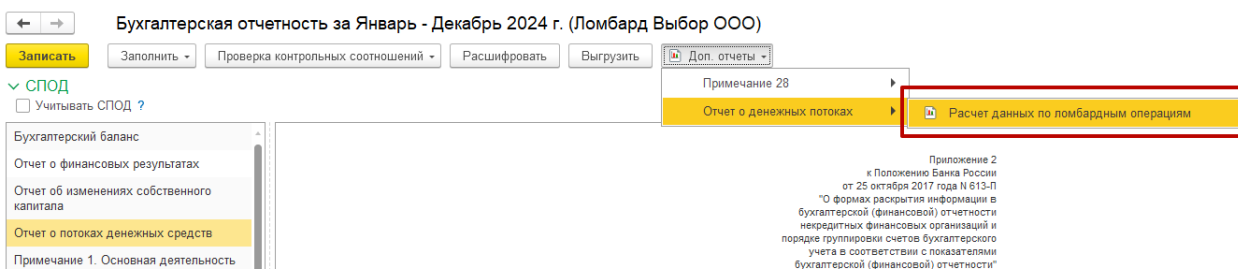 Бухгалтерская отчетность за Январь - Декабрь 2024 г. (Ломбард Выбор ООО)
Записать Заполнить Проверка контрольных соотношений Расшифровать Выгрузить Доп. отчеты
Примечание 28
Отчет о денежных потоках Расчет данных по ломбардным операциям
СПОД
Учитывать СПОД ?
Бухгалтерский баланс
Отчет о финансовых результатах
Отчет об изменениях собственного
капитала
Отчет о потоках денежных средств
Примечание 1. Основная деятельность
Приложение 2
к Положению Банка России
от 25 октября 2017 года N 613-П
"О формах раскрытия информации в
бухгалтерской (финансовой) отчетности
некредитных финансовых организаций и
порядке группировки счетов бухгалтерского
учета в соответствии с показателями
бухгалтерской (финансовой) отчетности"